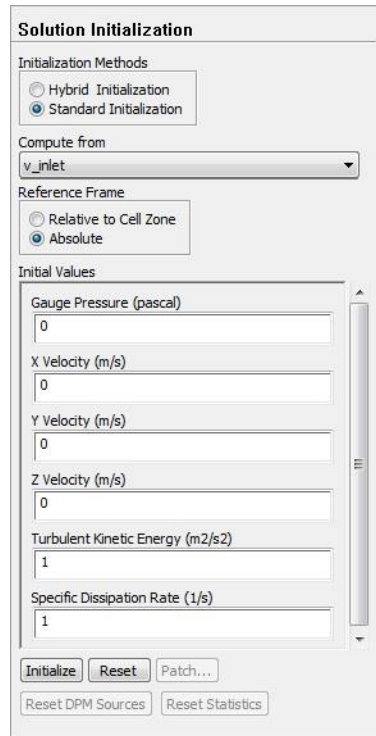 Solution Initialization
Initialization Methods
Hybrid Initialization
Standard Initialization
Compute from
v_inlet
Reference Frame
Relative to Cell Zone
Absolute
Initial Values
Gauge Pressure (pascal)
0
X Velocity (m/s)
0
Y Velocity (m/s)
0
Z Velocity (m/s)
0
Turbulent Kinetic Energy (m2/s2)
1
Specific Dissipation Rate (1/s)
1
Initialize Reset Patch...
Reset DPM Sources Reset Statistics